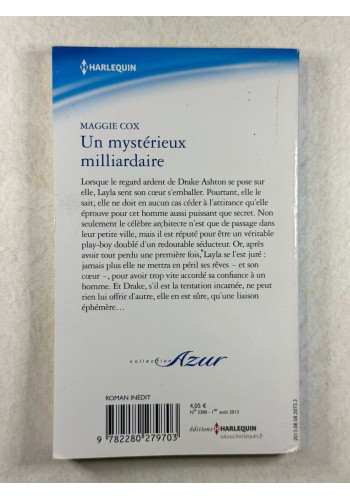 HARLEQUIN
MAGGIE COX
Un mystérieux
milliardaire
Lorsque le regard ardent de Drake Ashton se pose sur
elle, Layla sent son cœur s'emballer. Pourtant, elle le
sait, elle ne doit en aucun cas céder à l'attirance qu'elle
éprouve pour cet homme aussi puissant que secret. Non
seulement le célèbre architecte n'est que de passage dans
leur petite ville, mais il est réputé pour être un véritable
play-boy doublé d'un redoutable séducteur. Or, après
avoir tout perdu une première fois, Layla se l'est juré :
jamais plus elle ne mettra en péril ses rêves – et son
cœur –, pour avoir trop vite accordé sa confiance à un
homme. Et Drake, s'il est la tentation incarnée, ne peut
rien lui offrir d'autre, elle en est sûre, qu'une liaison
éphémère…
collection Azur
ROMAN INÉDIT
9 782280 279703
4,05 €
N° 3380 - 1er août 2013
éditions HARLEQUIN
www.harlequin.fr